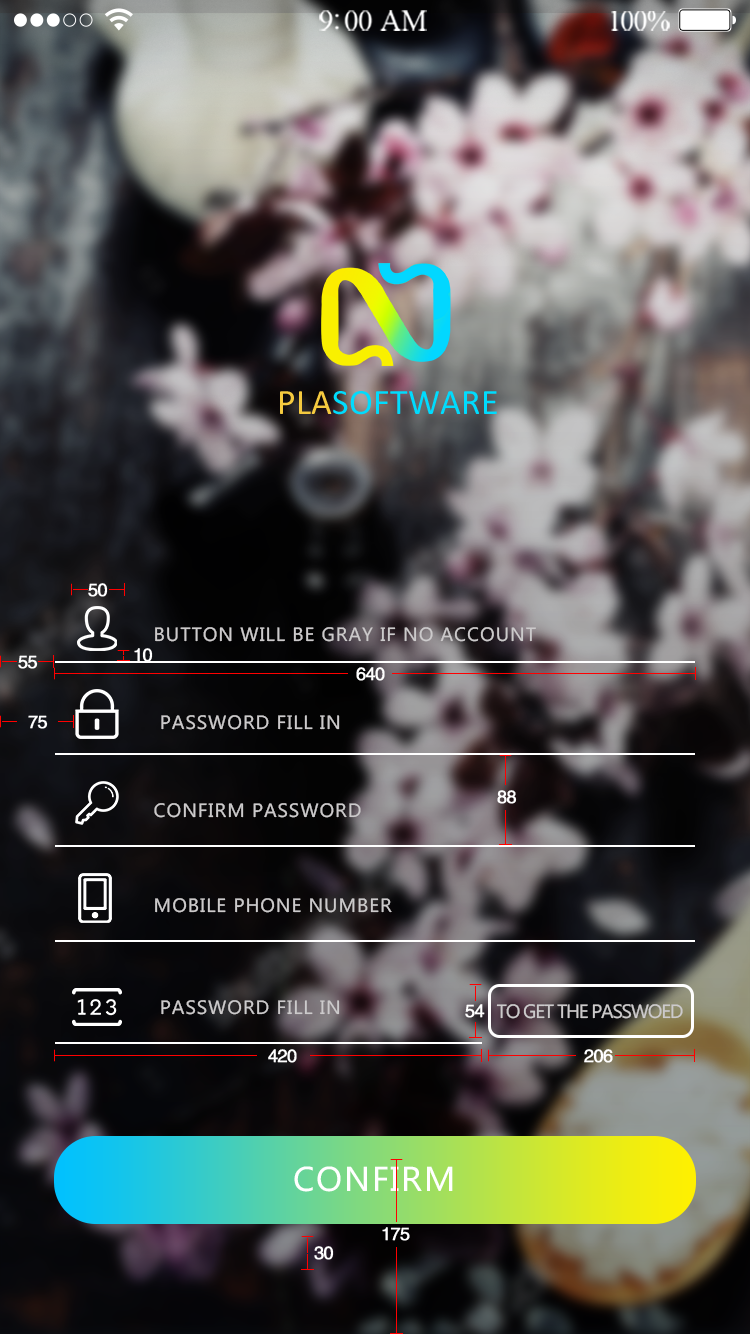 9:00 AM 100%
PLASOFTWARE
50
BUTTON WILL BE GRAY IF NO ACCOUNT
10
55
640
75 PASSWORD FILL IN
CONFIRM PASSWORD 88
MOBILE PHONE NUMBER
123 PASSWORD FILL IN 54 TO GET THE PASSWOED
420 206
CONFIRM
175
30